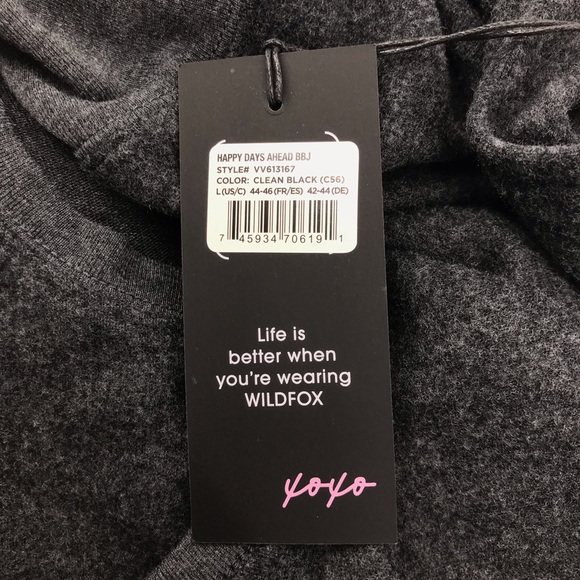 HAPPY DAYS AHEAD BBJ
STYLE# VV613167
COLOR: CLEAN BLACK (C56)
L(US/C) 44-46(FR/ES) 42-44(DE)
7 45934 70619 1
Life is
better when
you're wearing
WILDFOX
xoxo